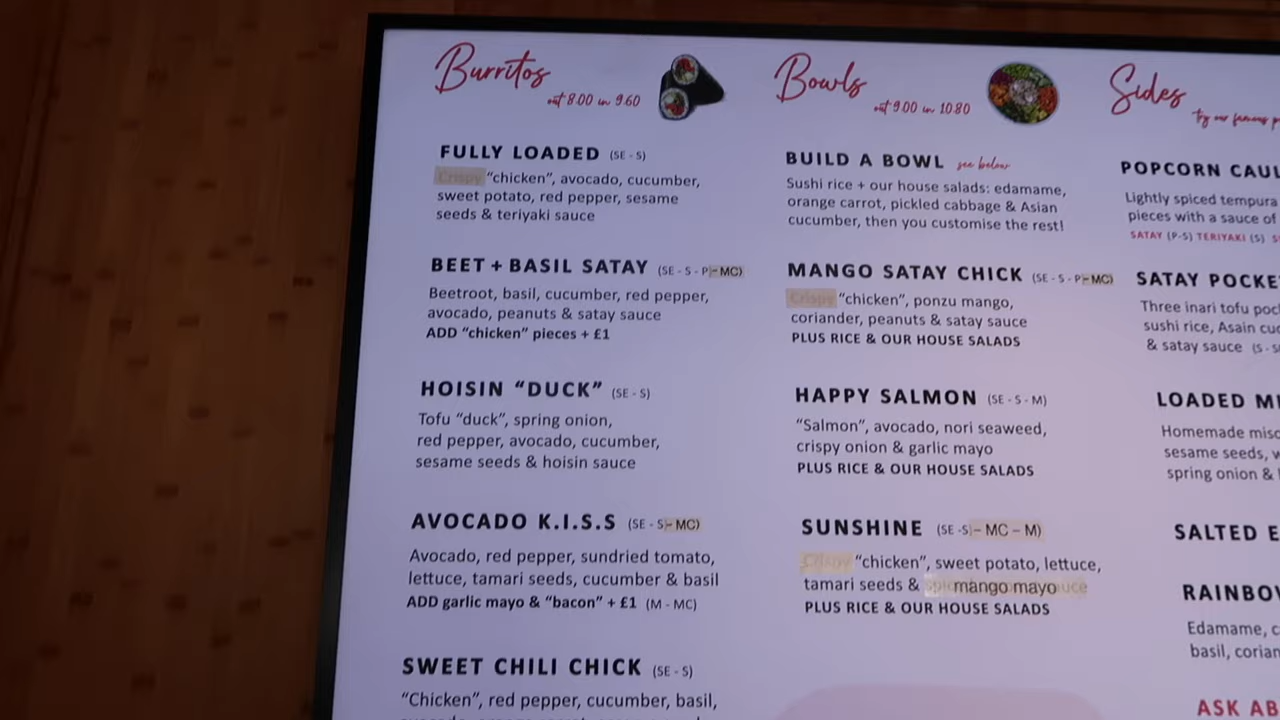 Burritos
out 8.00 in 9.60
FULLY LOADED (SE - S)
Crispy "chicken", avocado, cucumber,
sweet potato, red pepper, sesame
seeds & teriyaki sauce
BEET + BASIL SATAY (SE - S - P - MC)
Beetroot, basil, cucumber, red pepper,
avocado, peanuts & satay sauce
ADD "chicken" pieces + £1
HOISIN "DUCK" (SE - S)
Tofu "duck", spring onion,
red pepper, avocado, cucumber,
sesame seeds & hoisin sauce
AVOCADO K.I.S.S (SE - S - MC)
Avocado, red pepper, sundried tomato,
lettuce, tamari seeds, cucumber & basil
ADD garlic mayo & "bacon" + £1 (M - MC)
SWEET CHILI CHICK (SE - S)
"Chicken", red pepper, cucumber, basil,
Bowls
out 9.00 in 10.80
BUILD A BOWL see below
Sushi rice + our house salads: edamame,
orange carrot, pickled cabbage & Asian
cucumber, then you customise the rest!
MANGO SATAY CHICK (SE - S - P - MC)
Crispy "chicken", ponzu mango,
coriander, peanuts & satay sauce
PLUS RICE & OUR HOUSE SALADS
HAPPY SALMON (SE - S - M)
"Salmon", avocado, nori seaweed,
crispy onion & garlic mayo
PLUS RICE & OUR HOUSE SALADS
SUNSHINE (SE -S - MC – M)
Crispy "chicken", sweet potato, lettuce,
tamari seeds & mango mayo
PLUS RICE & OUR HOUSE SALADS
Sides
try our famous
POPCORN
Lightly spiced tempura
pieces with a sauce of
SATAY (P-S) TERIYAKI (S)
SATAY
Three inari tofu
sushi rice, Asain
& satay sauce (S -
LOADED
Homemade
sesame seeds,
spring onion &
SALTED
Edamame,
basil,
ASK